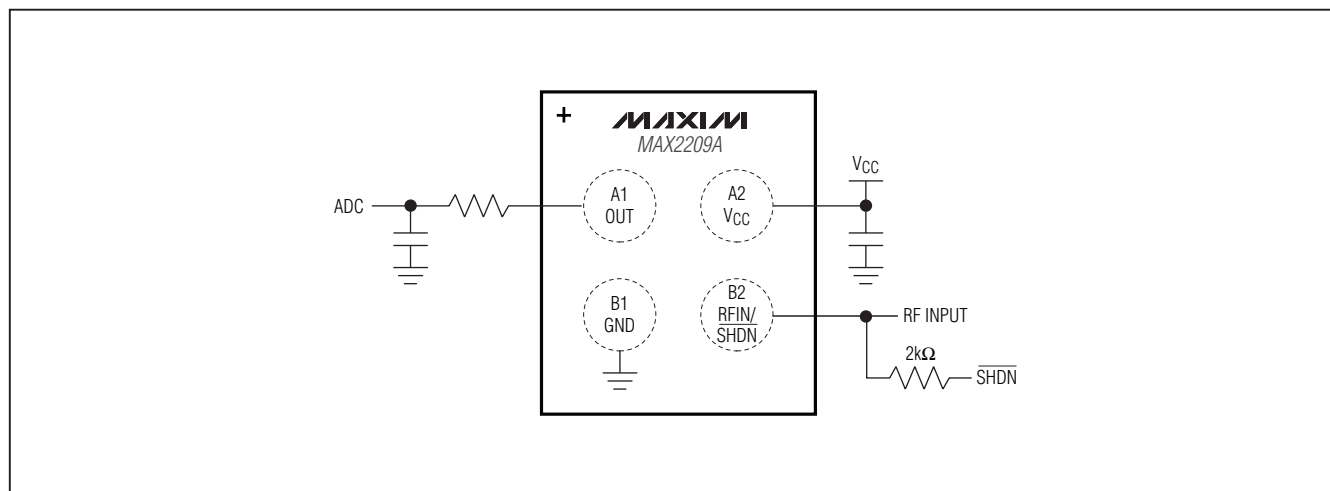 +
MAXIM
MAX2209A
VCC
ADC
A1
OUT
A2
VCC
B1
GND
B2
RFIN/
SHDN
RF INPUT
2kΩ
SHDN